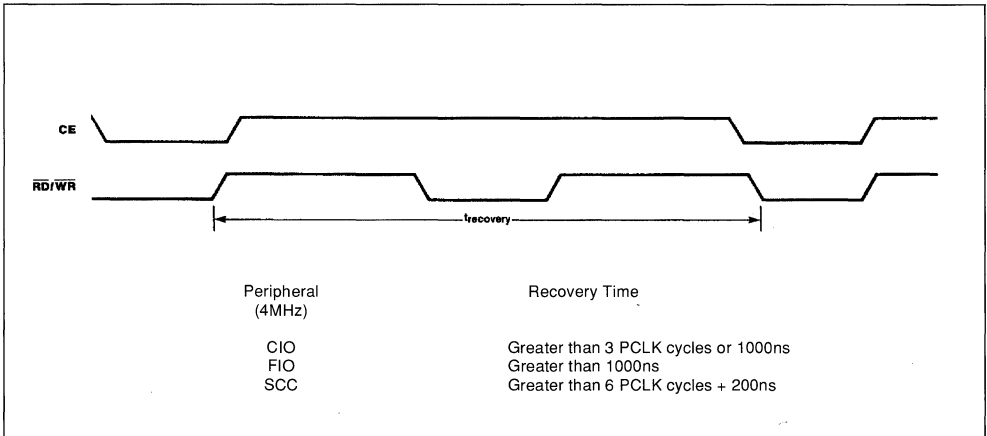 CE
RD/WR
trecovery
Peripheral Recovery Time
(4MHz)
CIO Greater than 3 PCLK cycles or 1000ns
FIO Greater than 1000ns
SCC Greater than 6 PCLK cycles + 200ns